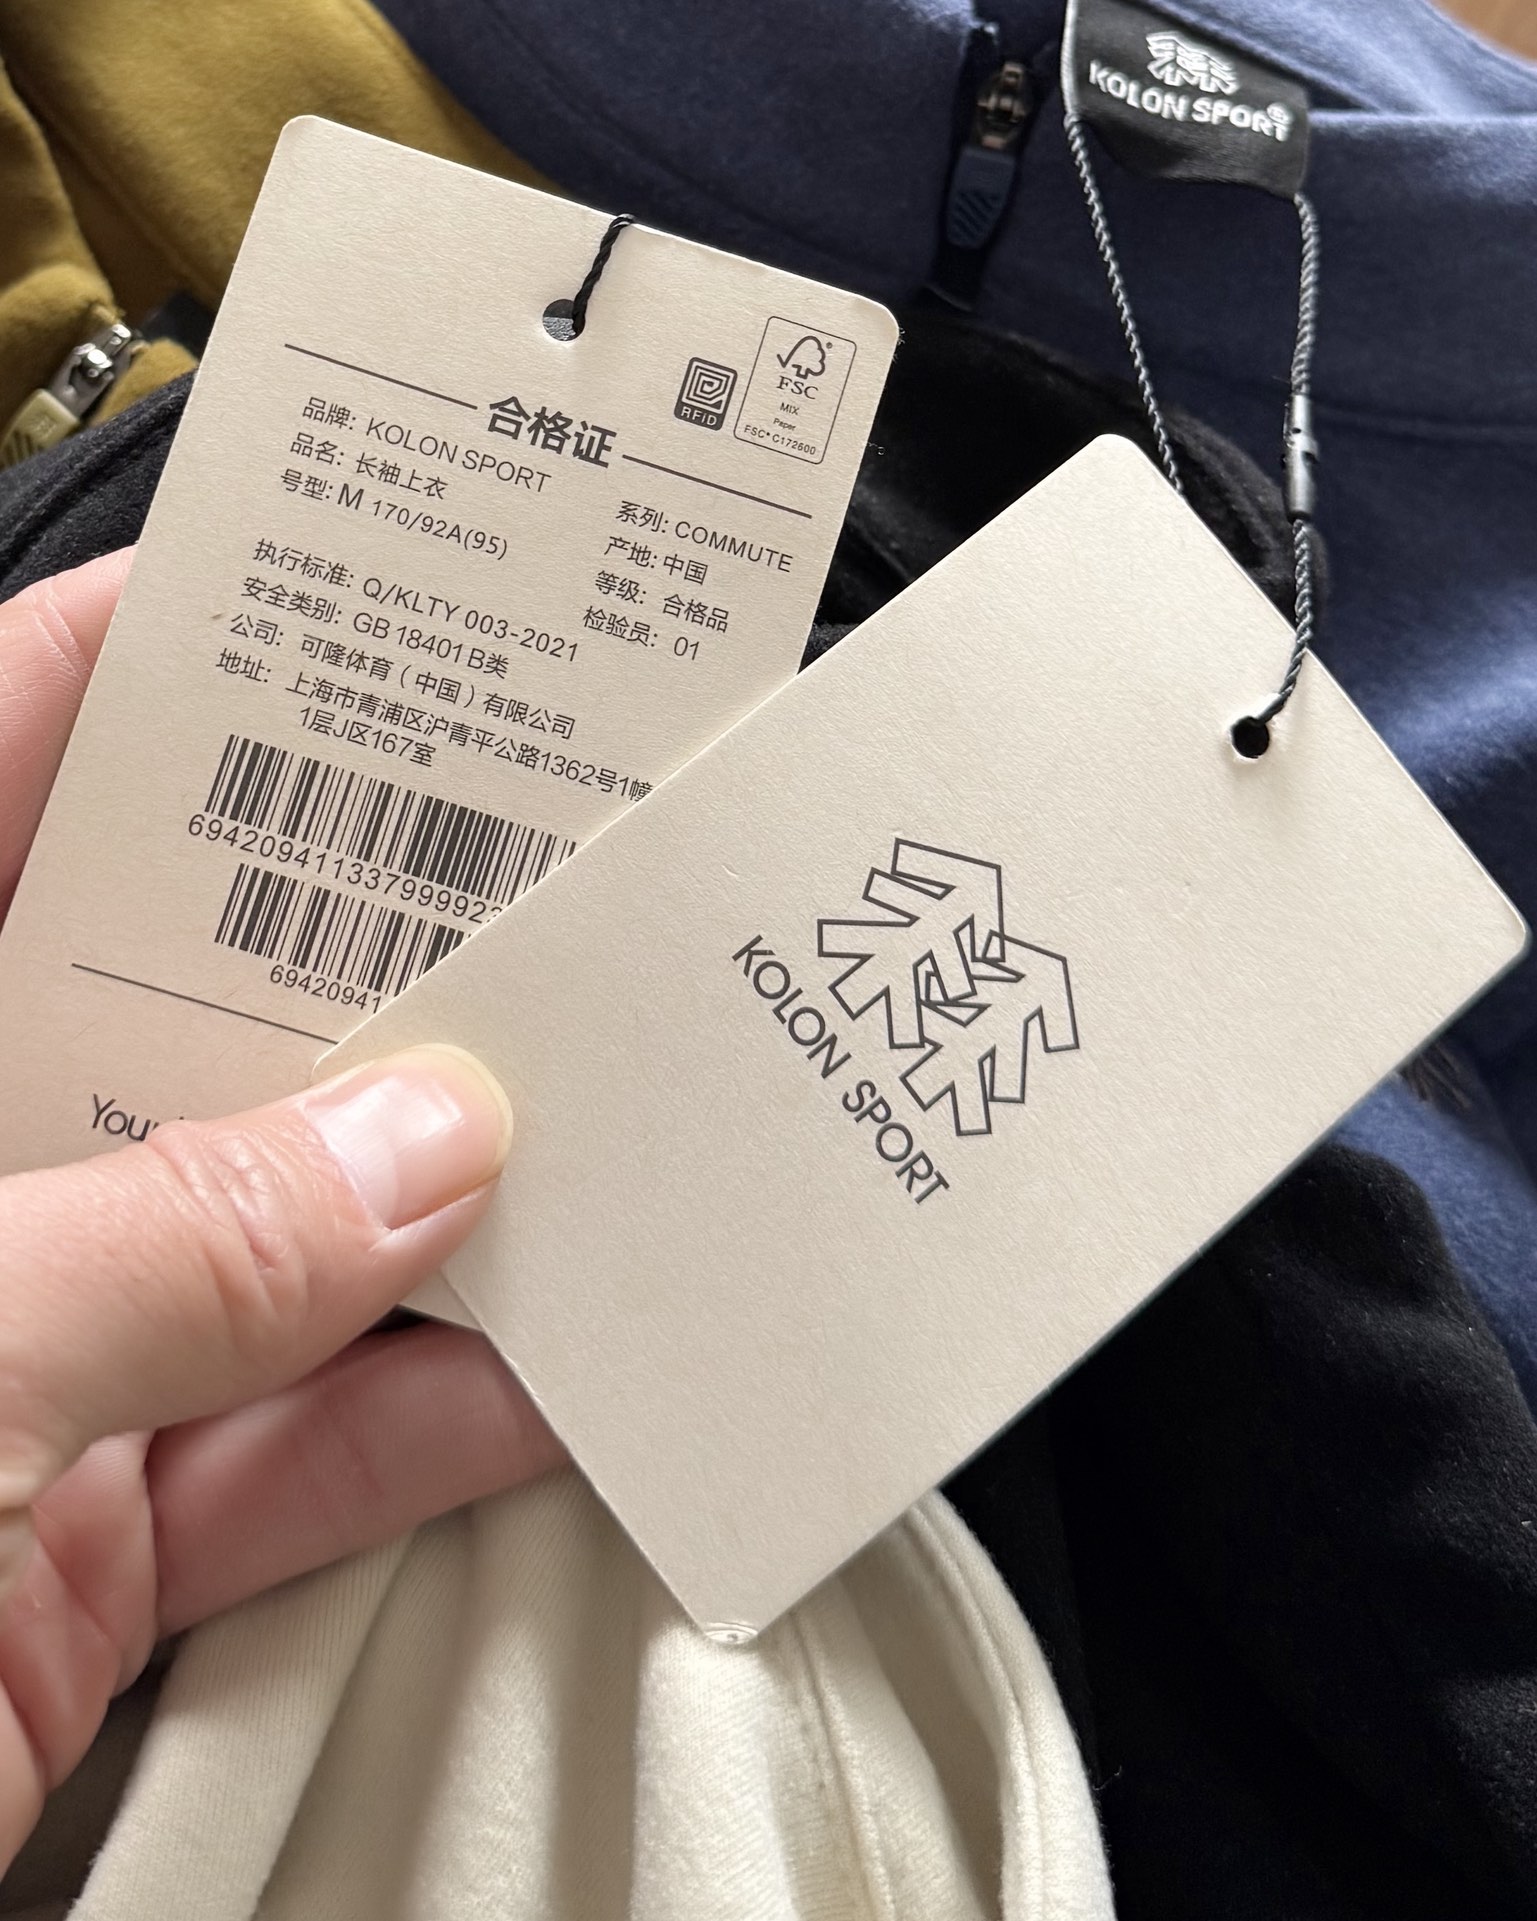 KOLON SPORT®
RFID
FSC®
FSC
MIX
Paper
FSC® C172600
合格证
品牌: KOLON SPORT
品名: 长袖上衣
号型: M 170/92A(95)
系列: COMMUTE
产地: 中国
等级: 合格品
检验员: 01
执行标准: Q/KLTY 003-2021
安全类别: GB 18401 B类
公司: 可隆体育（中国）有限公司
地址: 上海市青浦区沪青平公路1362号1幢
1层J区167室
694209411337999922
69420941
KOLON SPORT